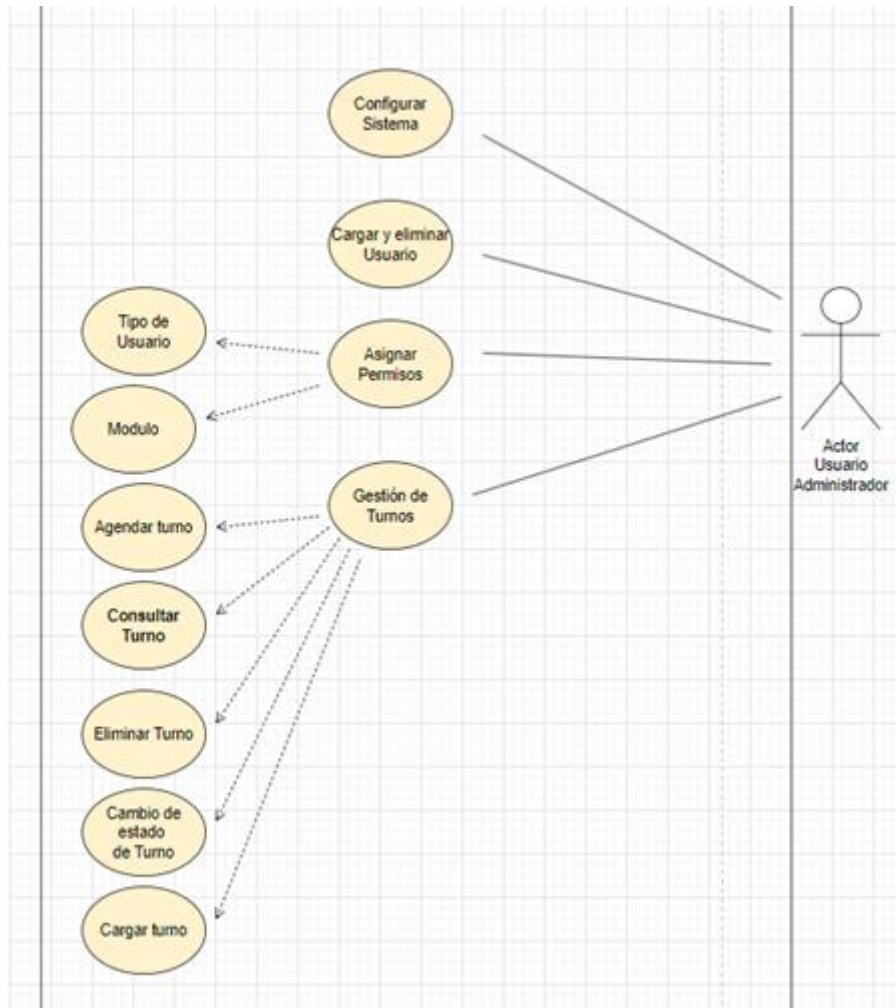 Configurar
Sistema
Cargar y eliminar
Usuario
Tipo de
Usuario
Asignar
Permisos
Modulo
Actor
Usuario
Administrador
Gestión de
Turnos
Agendar turno
Consultar
Turno
Eliminar Turno
Cambio de
estado
de Turno
Cargar turno